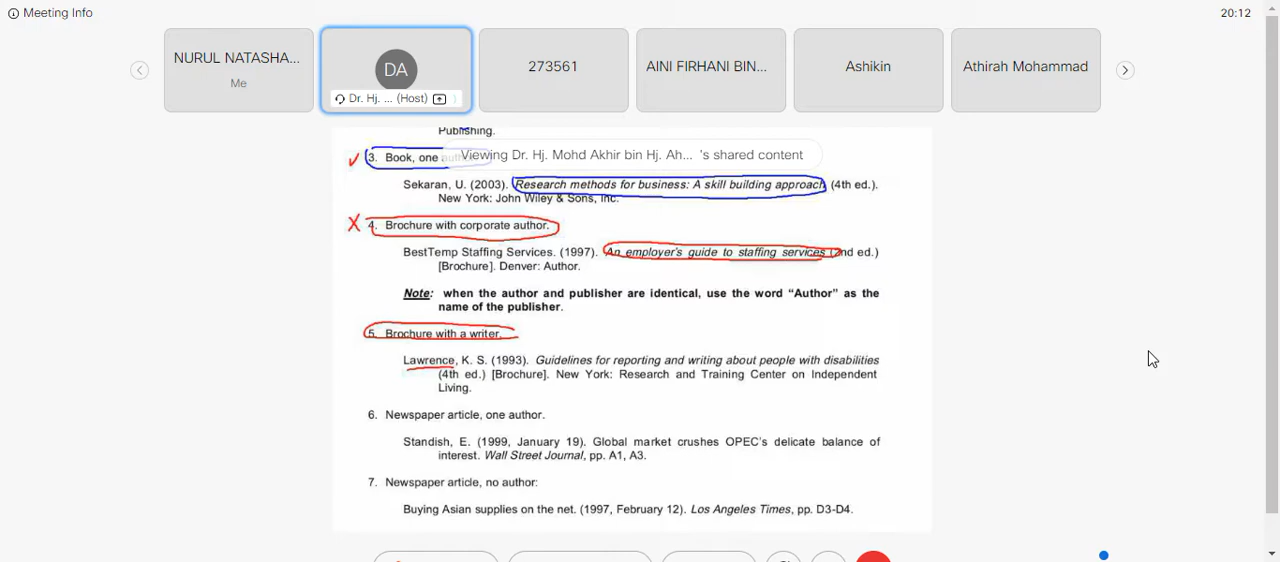 Meeting Info
20:12
NURUL NATASHA...
Me
DA
Dr. Hj. ... (Host)
273561
AINI FIRHANI BIN...
Ashikin
Athirah Mohammad
Publishing.
Viewing Dr. Hj. Mohd Akhir bin Hj. Ah... 's shared content
3. Book, one
Sekaran, U. (2003). Research methods for business: A skill building approach (4th ed.).
New York: John Wiley & Sons, Inc.
X 4. Brochure with corporate author.
BestTemp Staffing Services. (1997). An employer's guide to staffing services (2nd ed.)
[Brochure]. Denver: Author.
Note: when the author and publisher are identical, use the word “Author” as the
name of the publisher.
5. Brochure with a writer.
Lawrence, K. S. (1993). Guidelines for reporting and writing about people with disabilities
(4th ed.) [Brochure]. New York: Research and Training Center on Independent
Living.
6. Newspaper article, one author.
Standish, E. (1999, January 19). Global market crushes OPEC's delicate balance of
interest. Wall Street Journal, pp. A1, A3.
7. Newspaper article, no author:
Buying Asian supplies on the net. (1997, February 12). Los Angeles Times, pp. D3-D4.